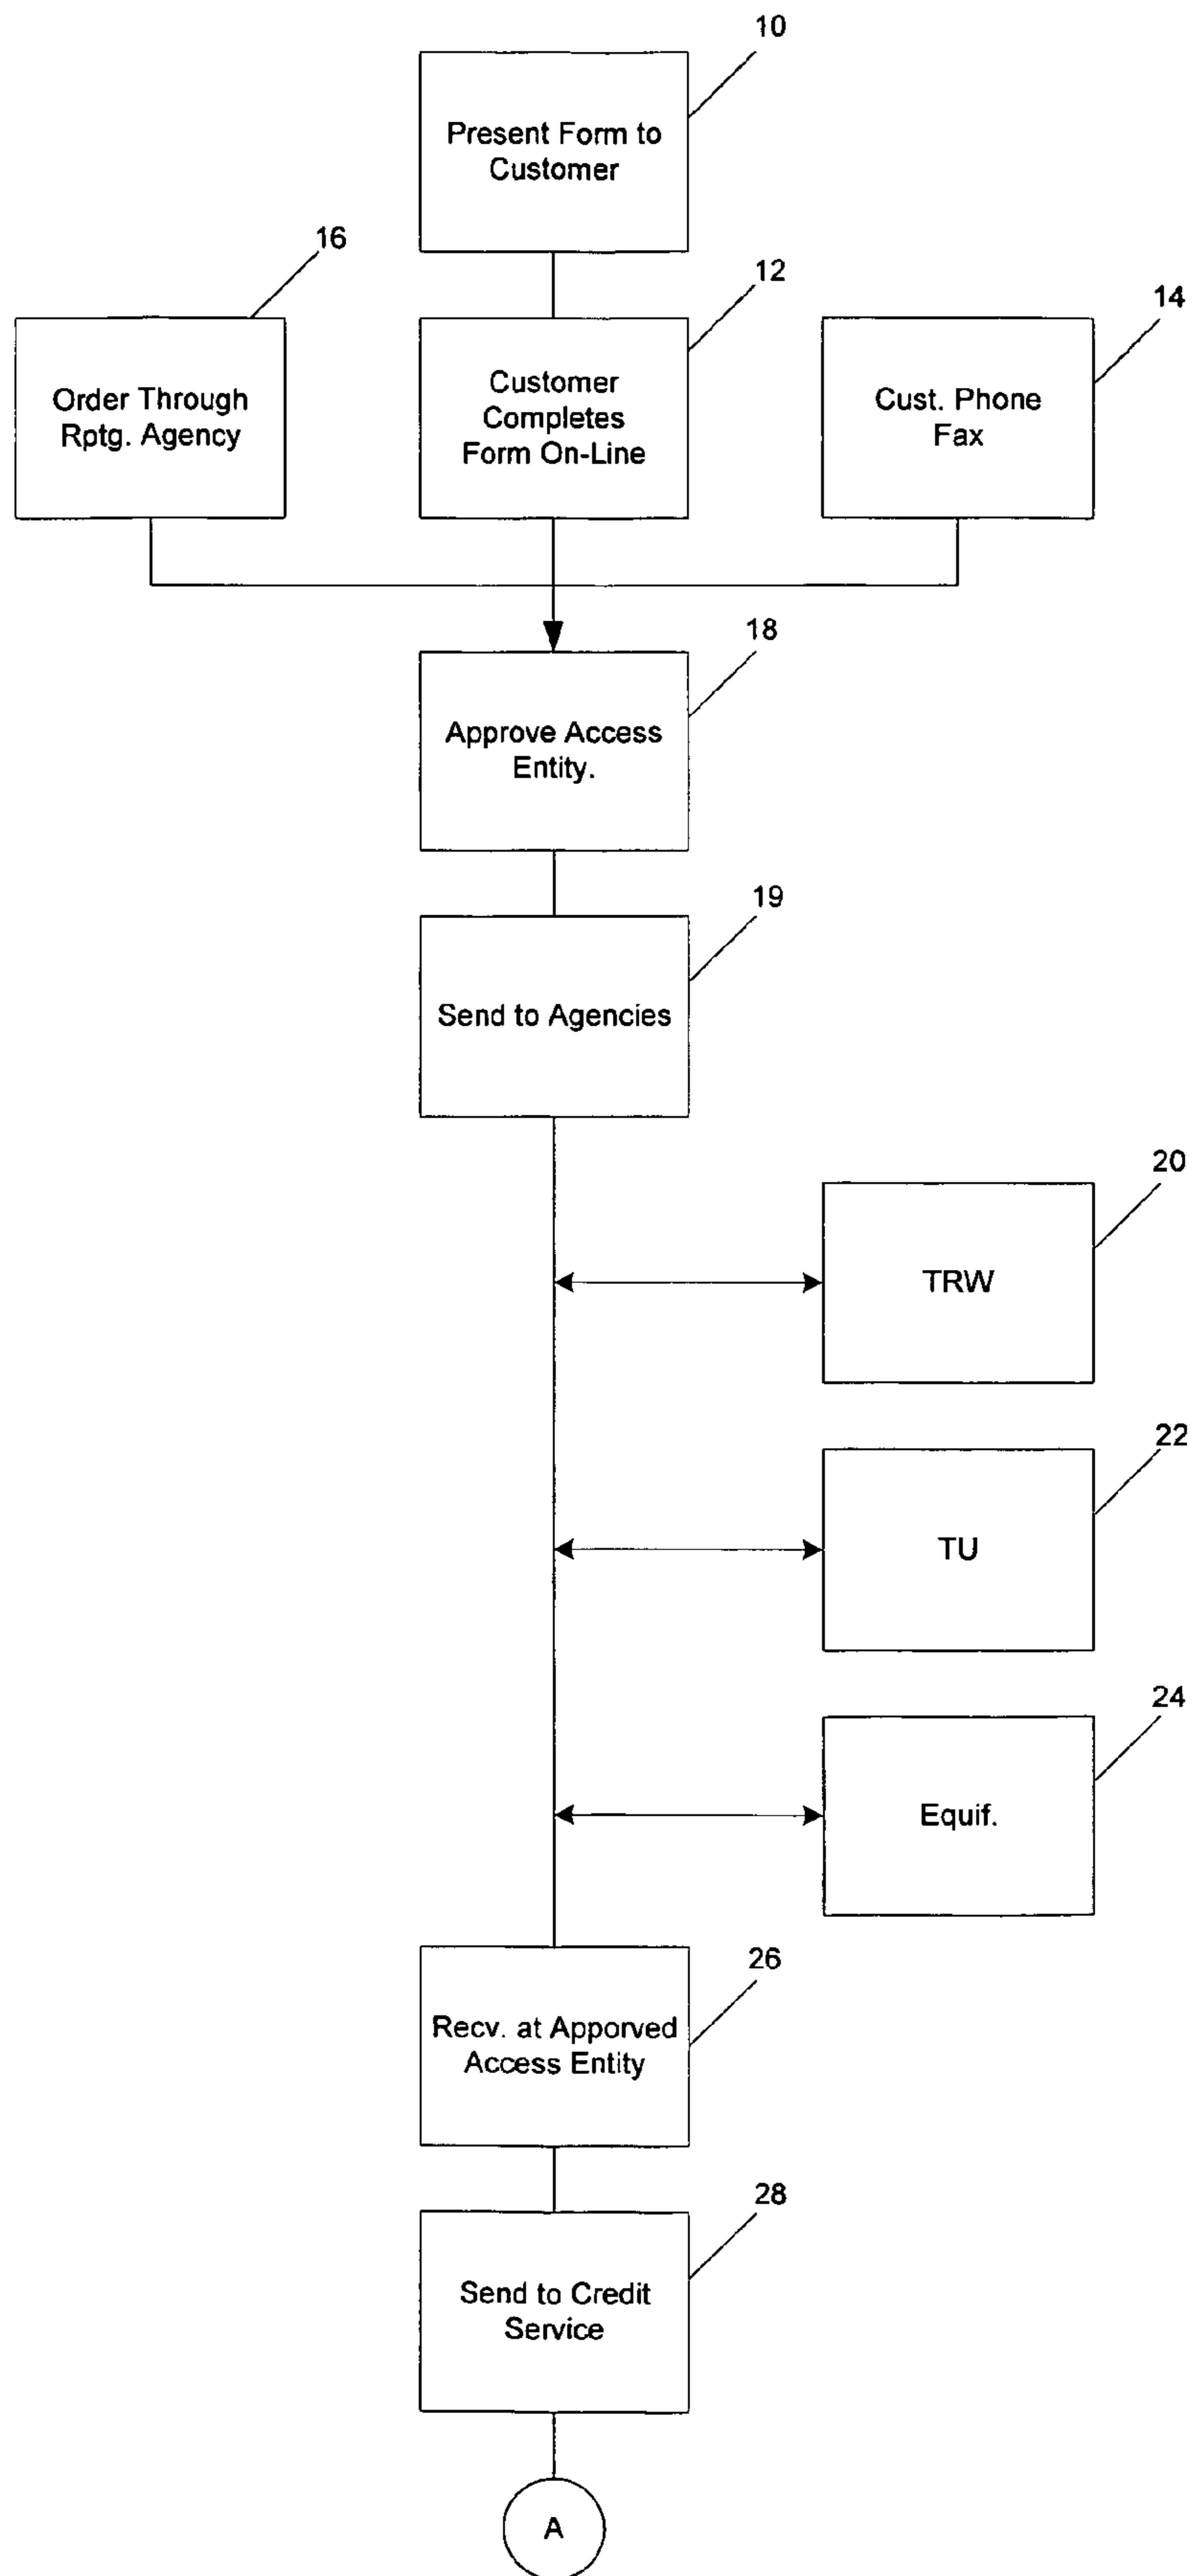 10
Present Form to
Customer
16
12
14
Order Through
Rptg. Agency
Customer
Completes
Form On-Line
Cust. Phone
Fax
18
Approve Access
Entity.
19
Send to Agencies
20
TRW
22
TU
24
Equif.
26
Recv. at Apporved
Access Entity
28
Send to Credit
Service
A